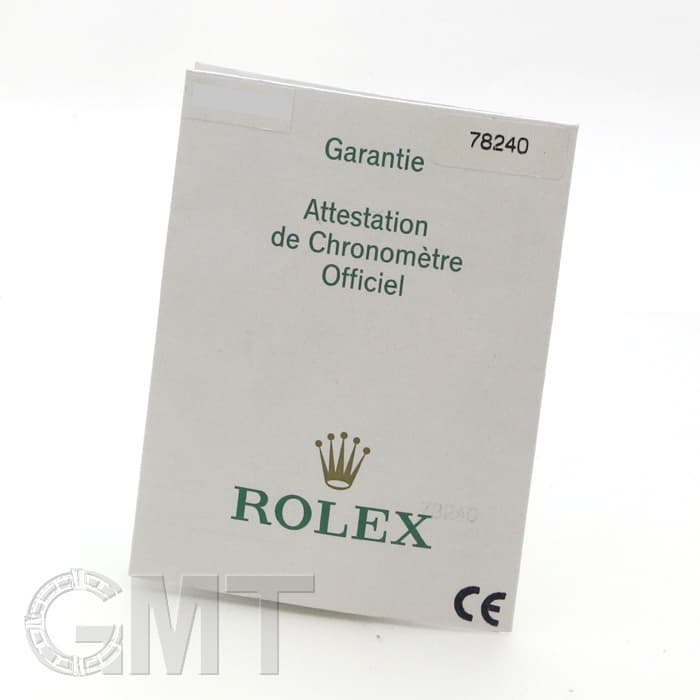 78240
Garantie
Attestation
de Chronomètre
Officiel
ROLEX
CE
GMT